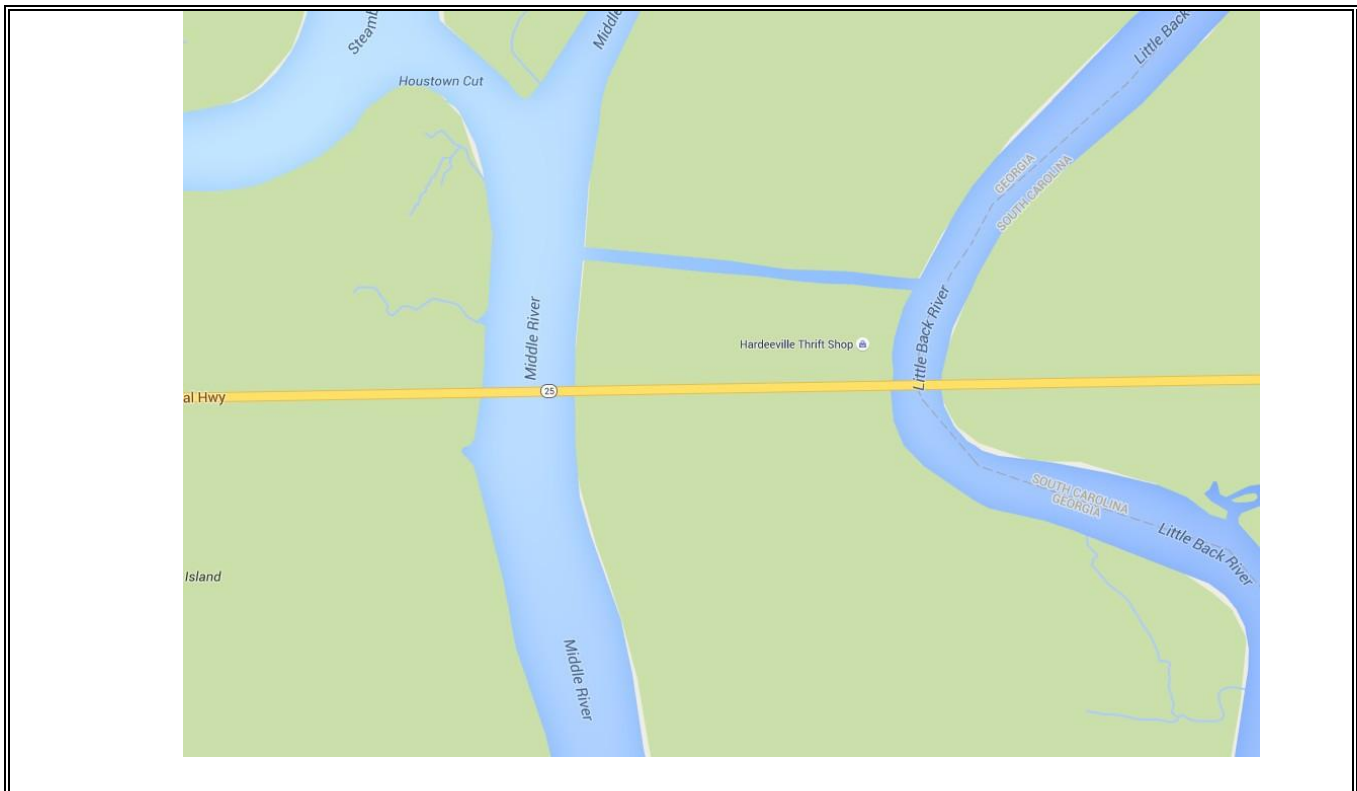 Steamb
Middle
Little Back
Houstown Cut
GEORGIA
SOUTH CAROLINA
Middle River
Little Back River
Hardeeville Thrift Shop
25
al Hwy
SOUTH CAROLINA
GEORGIA
Little Back River
Island
Middle River